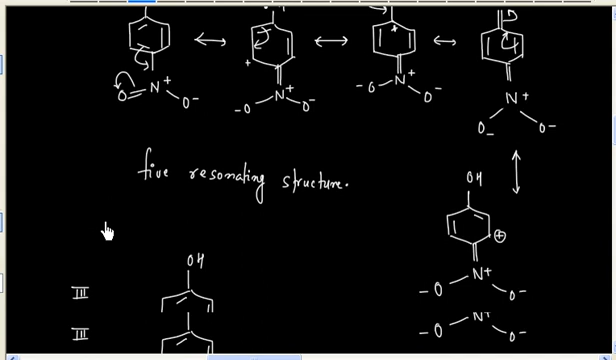 + + + +
O N+ O- -O N+ O- -O N+ O- N+
O- O-
five resonating structure.
OH
+
OH
III
N+
-O O-
III
-O N+ O-